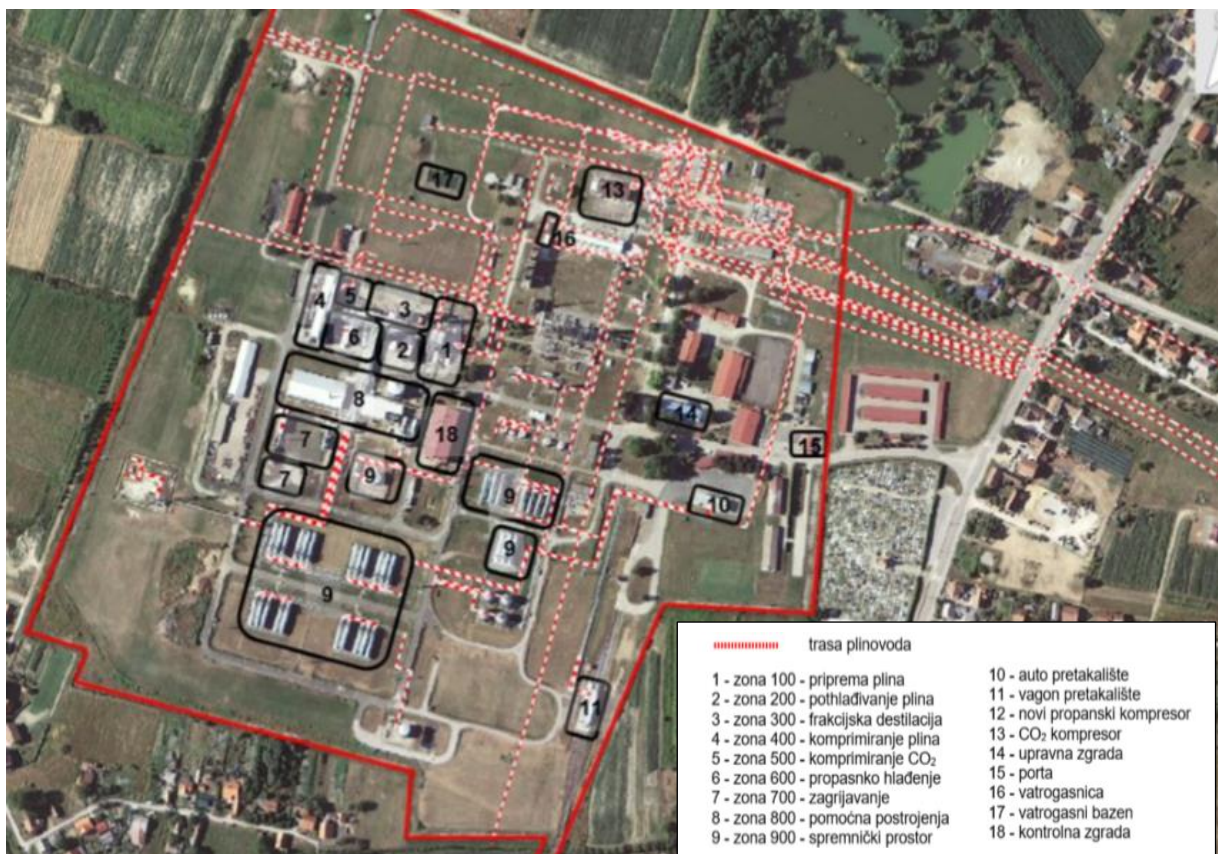 17
13
16
4
5
3
6
2
1
8
14
18
15
7
9
9
7
10
9
9
11
trasa plinovoda
1 - zona 100 - priprema plina
2 - zona 200 - pothlađivanje plina
3 - zona 300 - frakcijska destilacija
4 - zona 400 - komprimiranje plina
5 - zona 500 - komprimiranje CO₂
6 - zona 600 - propasnko hlađenje
7 - zona 700 - zagrijavanje
8 - zona 800 - pomoćna postrojenja
9 - zona 900 - spremnički prostor
10 - auto pretakalište
11 - vagon pretakalište
12 - novi propanski kompresor
13 - CO₂ kompresor
14 - upravna zgrada
15 - porta
16 - vatrogasnica
17 - vatrogasni bazen
18 - kontrolna zgrada